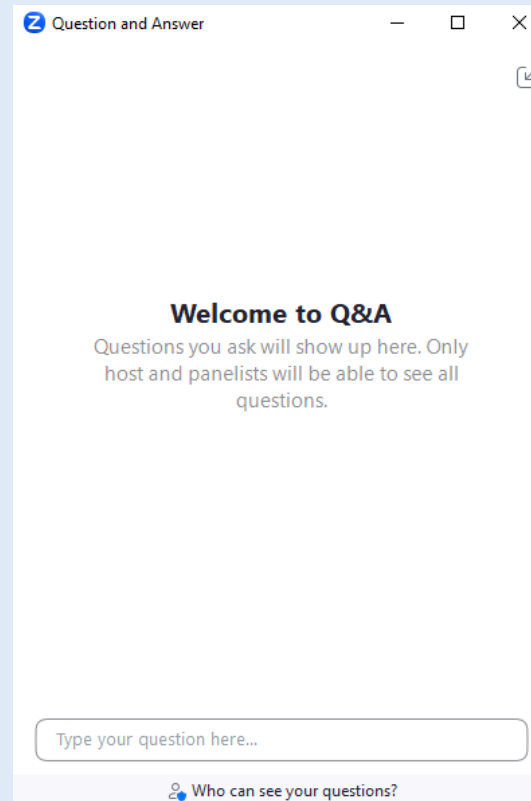 Question and Answer
Welcome to Q&A
Questions you ask will show up here. Only
host and panelists will be able to see all
questions.
Type your question here...
Who can see your questions?